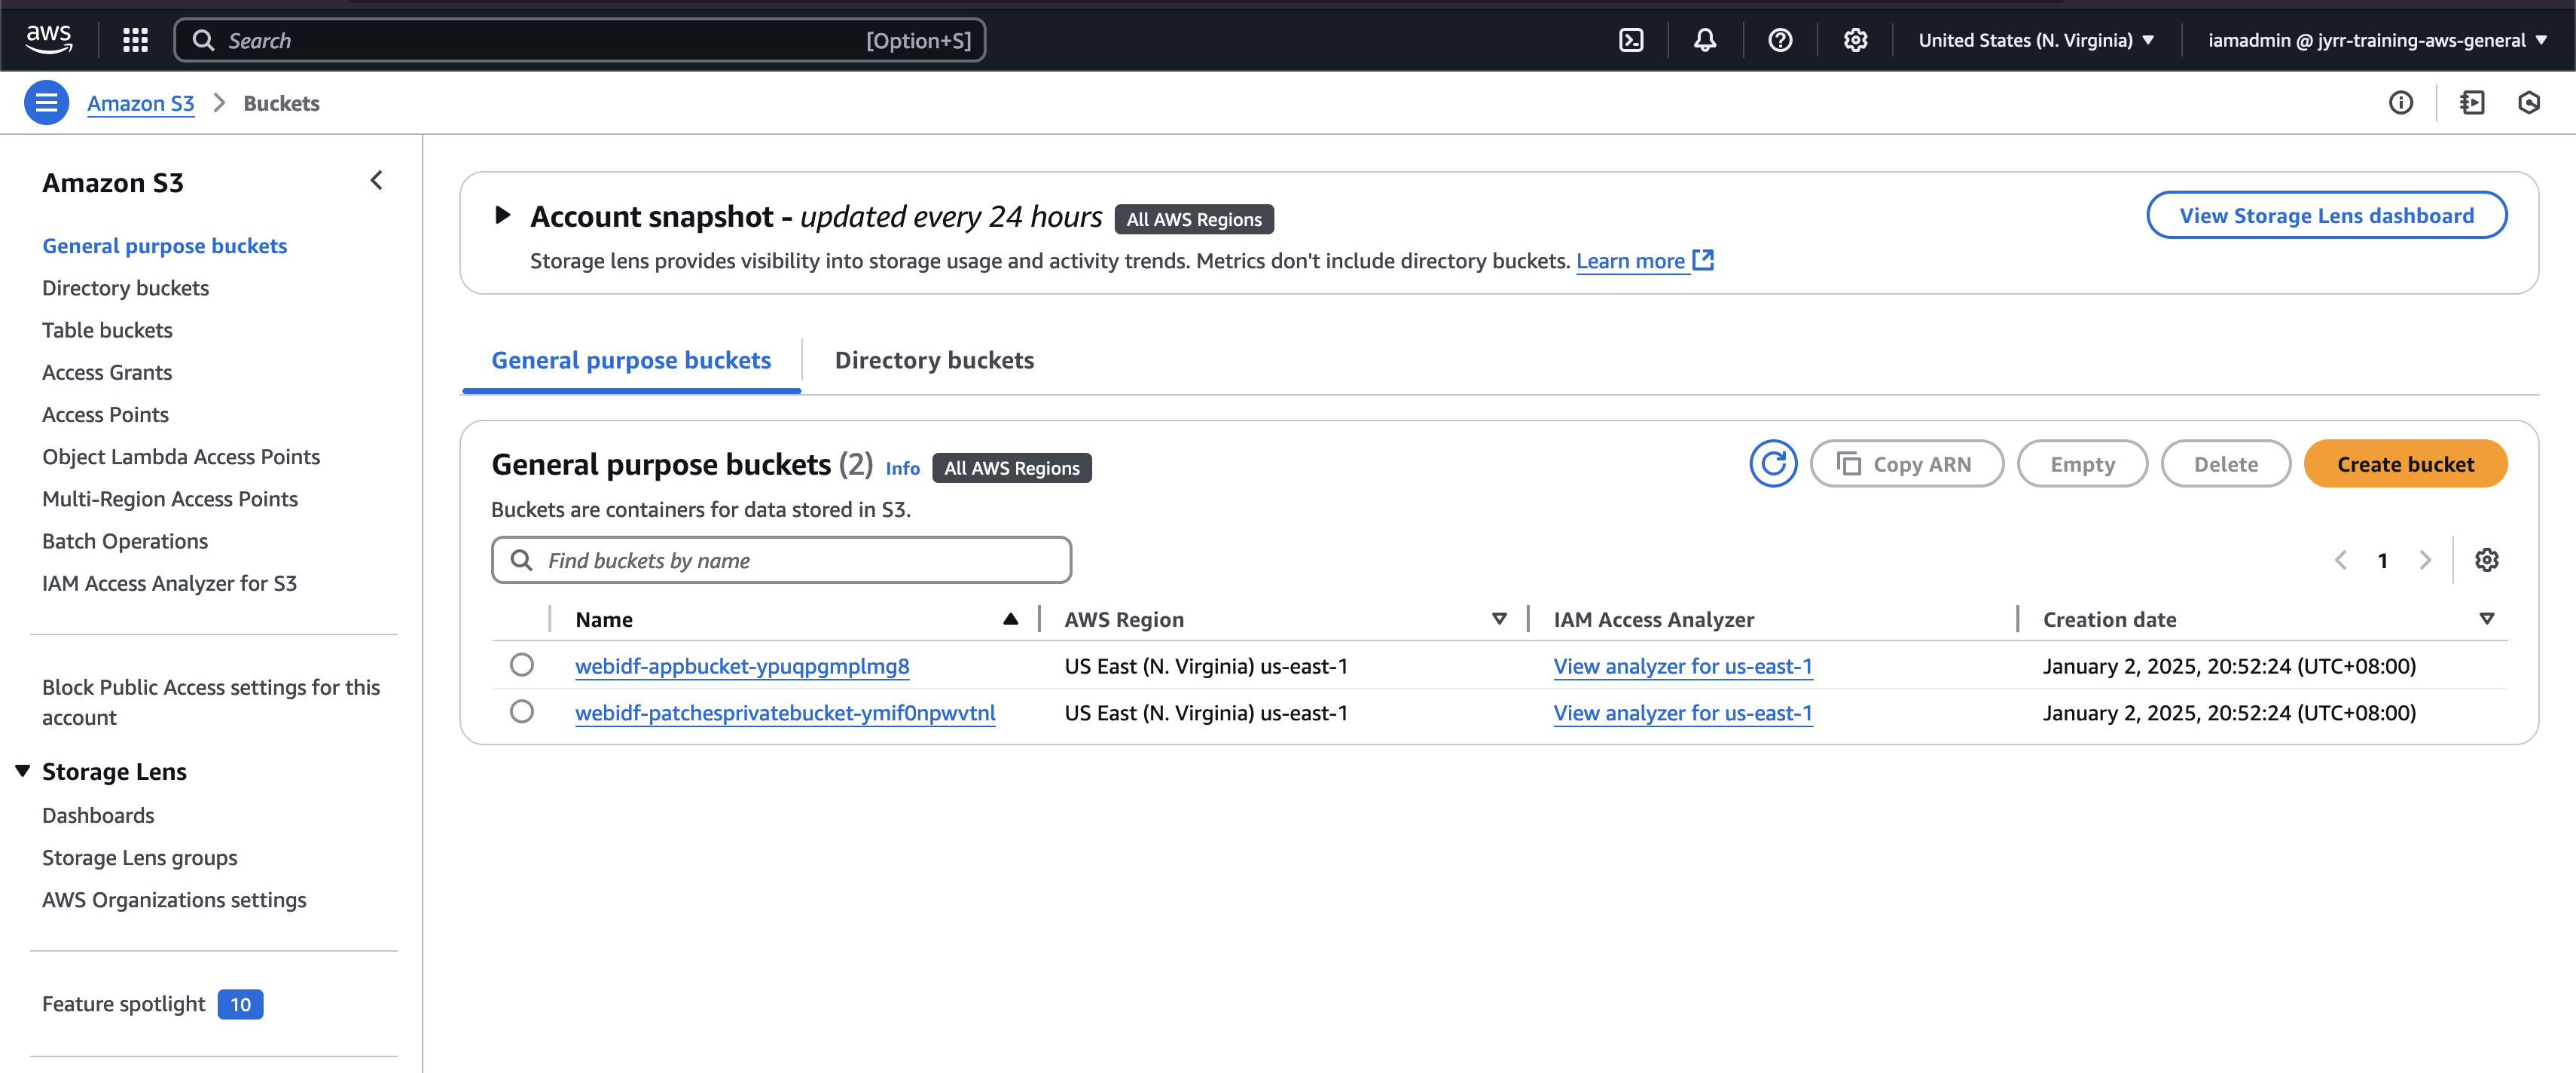 aws
Search [Option+S]
United States (N. Virginia)
iamadmin @ jyrr-training-aws-general
Amazon S3
Buckets
Amazon S3
General purpose buckets
Directory buckets
Table buckets
Access Grants
Access Points
Object Lambda Access Points
Multi-Region Access Points
Batch Operations
IAM Access Analyzer for S3
Block Public Access settings for this
account
Storage Lens
Dashboards
Storage Lens groups
AWS Organizations settings
Feature spotlight 10
Account snapshot - updated every 24 hours All AWS Regions
View Storage Lens dashboard
Storage lens provides visibility into storage usage and activity trends. Metrics don't include directory buckets. Learn more
General purpose buckets
Directory buckets
General purpose buckets (2) Info All AWS Regions
Copy ARN
Empty
Delete
Create bucket
Buckets are containers for data stored in S3.
Find buckets by name
1
Name AWS Region IAM Access Analyzer Creation date
webidf-appbucket-ypuqpgmplmg8 US East (N. Virginia) us-east-1 View analyzer for us-east-1 January 2, 2025, 20:52:24 (UTC+08:00)
webidf-patchesprivatebucket-ymif0npwvtnl US East (N. Virginia) us-east-1 View analyzer for us-east-1 January 2, 2025, 20:52:24 (UTC+08:00)